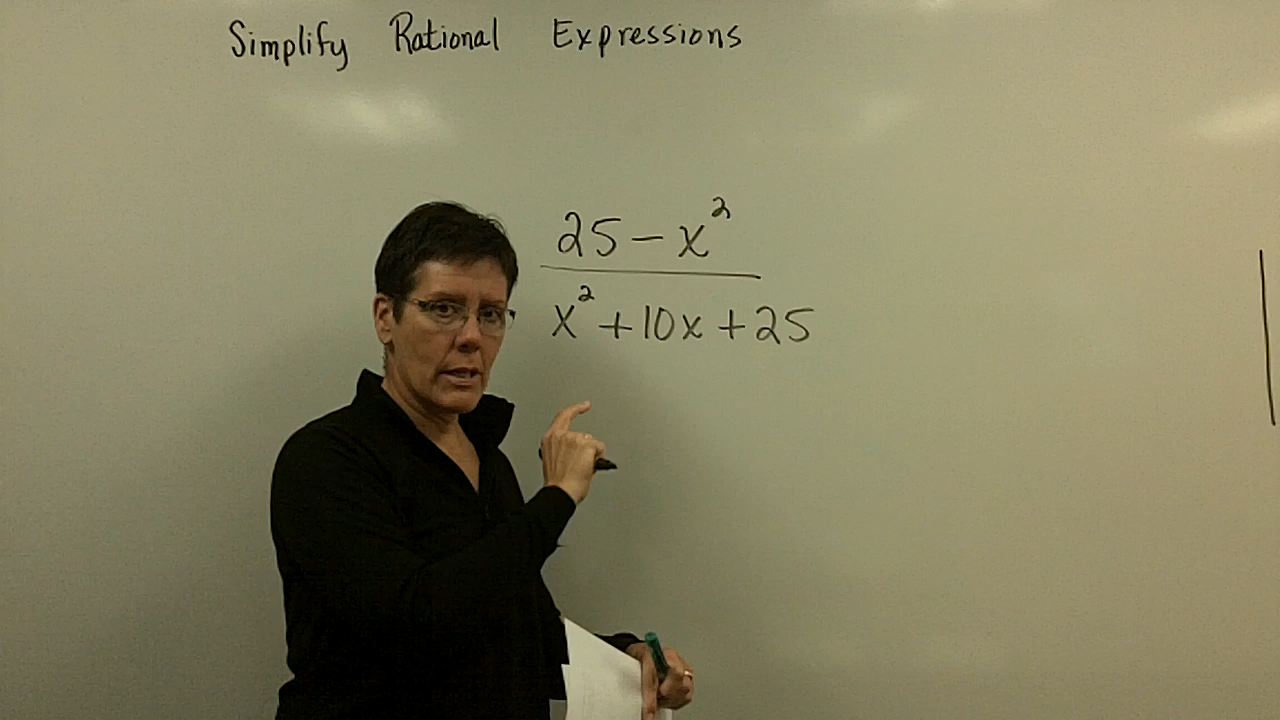 Simplify Rational Expressions
25 - x²
x² + 10x + 25